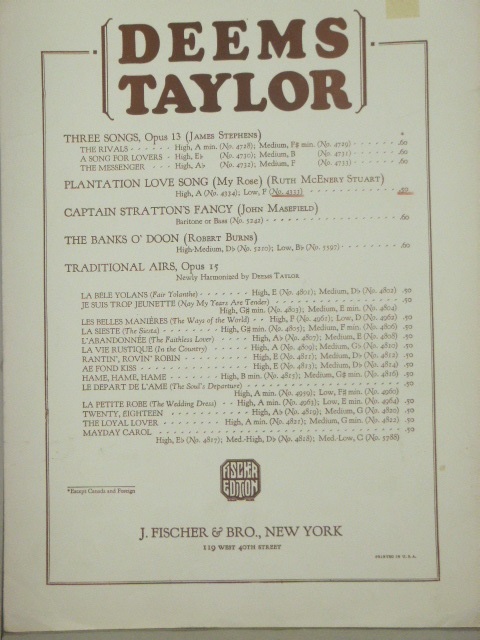 DEEMS
TAYLOR
THREE SONGS, Opus 13 (James Stephens)
THE RIVALS - - - - - High, A min. (No. 4728); Medium, F♯ min. (No. 4729) - - - - - - - .60
A SONG FOR LOVERS - High, E♭ (No. 4730); Medium, B (No. 4731) - - - - - - - .60
THE MESSENGER - - - High, A♭ (No. 4732); Medium, F (No. 4733) - - - - - - - .60
PLANTATION LOVE SONG (My Rose) (Ruth McEnery Stuart)
High, A (No. 4334); Low, F (No. 4335) - - - - - - - .50
CAPTAIN STRATTON'S FANCY (John Masefield)
Baritone or Bass (No. 5242) - - - - - - - .60
THE BANKS O' DOON (Robert Burns)
High-Medium, D♭ (No. 5210); Low, B♭ (No. 5397) - - - - - - - .60
TRADITIONAL AIRS, Opus 15
Newly Harmonized by Deems Taylor
LA BELE YOLANS (Fair Yolanthe) - - - - - High, E (No. 4801); Medium, D♭ (No. 4802) - .50
JE SUIS TROP JEUNETTE (Nay My Years Are Tender) - - - - - - - .50
High, G♯ min. (No. 4803); Medium, E min. (No. 4804)
LES BELLES MANIÈRES (The Ways of the World) - - High, F (No. 4961); Low, D (No. 4962) - - .50
LA SIESTE (The Siesta) - - - - High, G♯ min. (No. 4805); Medium, F min. (No. 4806) - - .50
L'ABANDONNÉE (The Faithless Lover) - - - High, A♭ (No. 4807); Medium, E (No. 4808) - - .50
LA VIE RUSTIQUE (In the Country) - - - - High, A (No. 4809); Medium, G♭ (No. 4810) - - .50
RANTIN', ROVIN' ROBIN - - - - - High, E (No. 4811); Medium, D♭ (No. 4812) - - .50
AE FOND KISS - - - - - - High, E (No. 4813); Medium, D♭ (No. 4814) - - .50
HAME, HAME, HAME - - - - High, B min. (No. 4815); Medium, G♯ min. (No. 4816) - .50
LE DEPART DE L'AME (The Soul's Departure) - - - - - - - .50
High, A min. (No. 4959); Low, F♯ min. (No. 4960)
LA PETITE ROBE (The Wedding Dress) - - High, A min. (No. 4963); Low, E min. (No. 4964) - .50
TWENTY, EIGHTEEN - - - - - High, A♭ (No. 4819); Medium, G (No. 4820) - - .50
THE LOYAL LOVER - - - - High, A min. (No. 4821); Medium, G min. (No. 4822) - - .50
MAYDAY CAROL - - - - - - - .50
High, E♭ (No. 4817); Med.-High, D♭ (No. 4818); Med.-Low, C (No. 5788)
FISCHER
EDITION
*Except Canada and Foreign
J. FISCHER & BRO., NEW YORK
119 WEST 40TH STREET
PRINTED IN U.S.A.